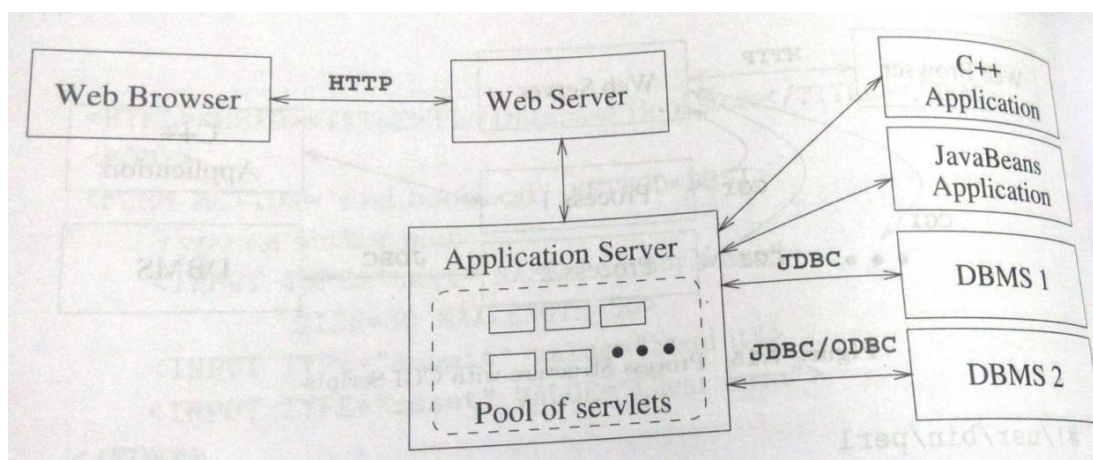 Web Browser
HTTP
Web Server
C++
Application
JavaBeans
Application
Application Server
JDBC
DBMS 1
JDBC/ODBC
DBMS 2
Pool of servlets